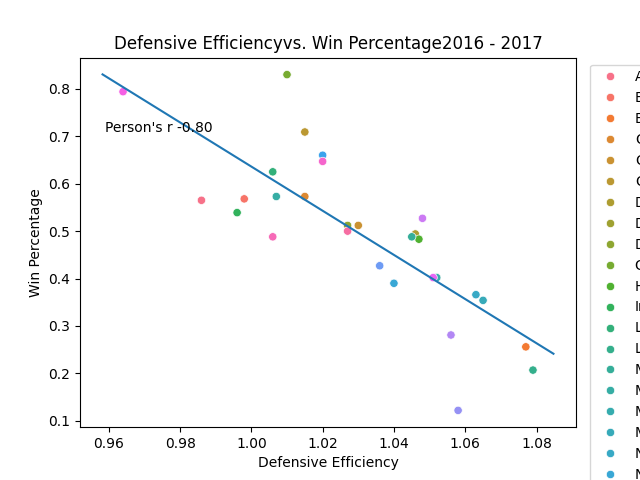 Defensive Efficiencyvs. Win Percentage2016 - 2017
Person's r -0.80
Win Percentage
0.8
0.7
0.6
0.5
0.4
0.3
0.2
0.1
0.96 0.98 1.00 1.02 1.04 1.06 1.08
Defensive Efficiency